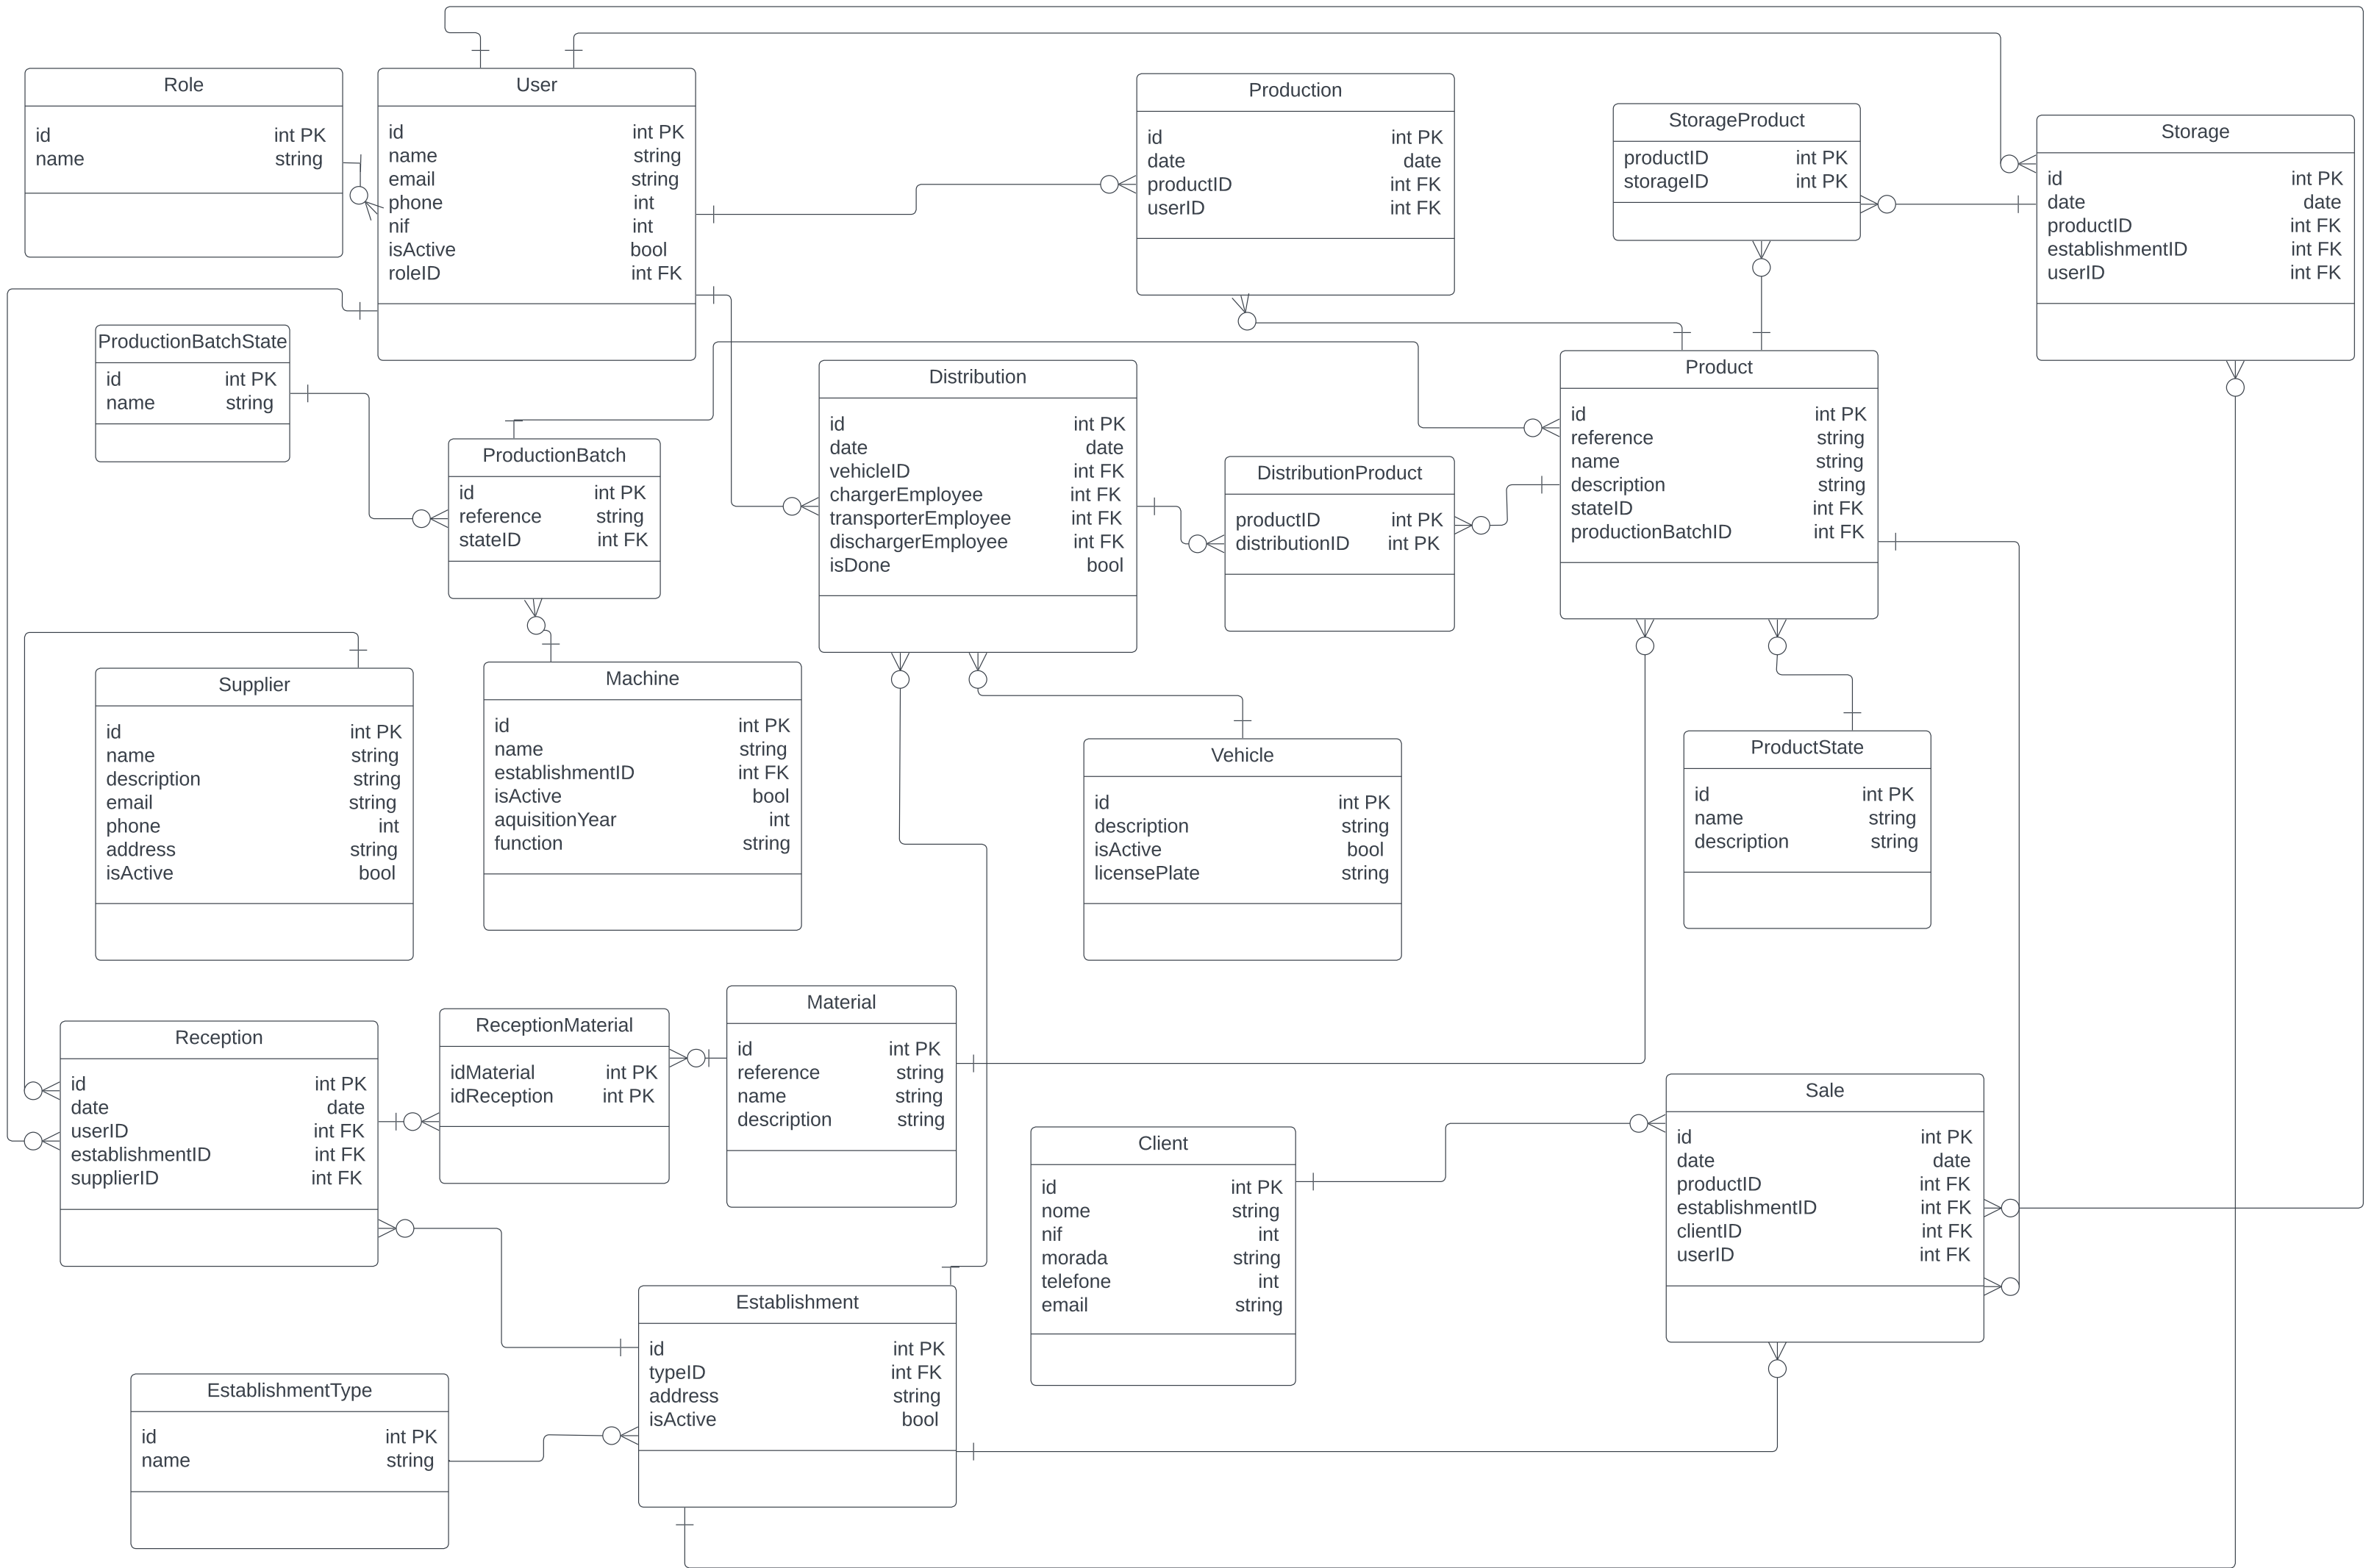 Role
id int PK
name string
User
id int PK
name string
email string
phone int
nif int
isActive bool
roleID int FK
Production
id int PK
date date
productID int FK
userID int FK
StorageProduct
productID int PK
storageID int PK
Storage
id int PK
date date
productID int FK
establishmentID int FK
userID int FK
ProductionBatchState
id int PK
name string
ProductionBatch
id int PK
reference string
stateID int FK
Distribution
id int PK
date date
vehicleID int FK
chargerEmployee int FK
transporterEmployee int FK
dischargerEmployee int FK
isDone bool
DistributionProduct
productID int PK
distributionID int PK
Product
id int PK
reference string
name string
description string
stateID int FK
productionBatchID int FK
Supplier
id int PK
name string
description string
email string
phone int
address string
isActive bool
Machine
id int PK
name string
establishmentID int FK
isActive bool
aquisitionYear int
function string
Vehicle
id int PK
description string
isActive bool
licensePlate string
ProductState
id int PK
name string
description string
Reception
id int PK
date date
userID int FK
establishmentID int FK
supplierID int FK
ReceptionMaterial
idMaterial int PK
idReception int PK
Material
id int PK
reference string
name string
description string
Client
id int PK
nome string
nif int
morada string
telefone int
email string
Sale
id int PK
date date
productID int FK
establishmentID int FK
clientID int FK
userID int FK
Establishment
id int PK
typeID int FK
address string
isActive bool
EstablishmentType
id int PK
name string